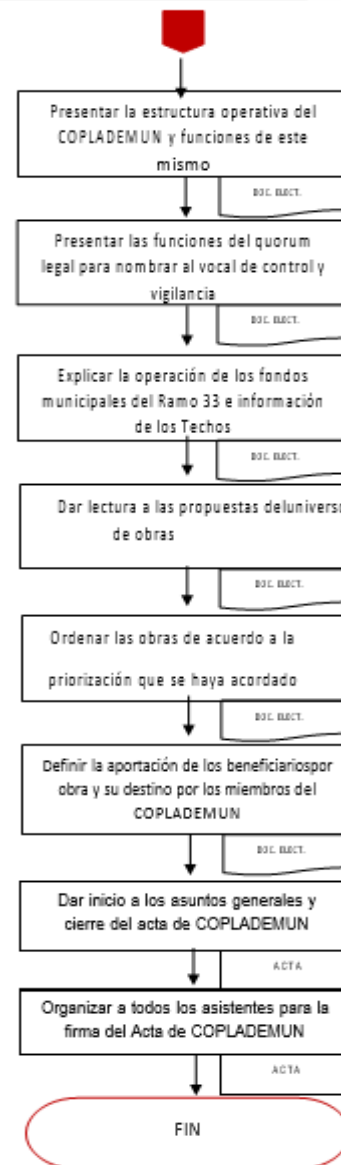 Presentar la estructura operativa del
COPLADEMUN y funciones de este
mismo
DOC. ELECT.
Presentar las funciones del quorum
legal para nombrar al vocal de control y
vigilancia
DOC. ELECT.
Explicar la operación de los fondos
municipales del Ramo 33 e información
de los Techos
DOC. ELECT.
Dar lectura a las propuestas deluniverso
de obras
DOC. ELECT.
Ordenar las obras de acuerdo a la
priorización que se haya acordado
DOC. ELECT.
Definir la aportación de los beneficiariospor
obra y su destino por los miembros del
COPLADEMUN
DOC. ELECT.
Dar inicio a los asuntos generales y
cierre del acta de COPLADEMUN
ACTA
Organizar a todos los asistentes para la
firma del Acta de COPLADEMUN
ACTA
FIN